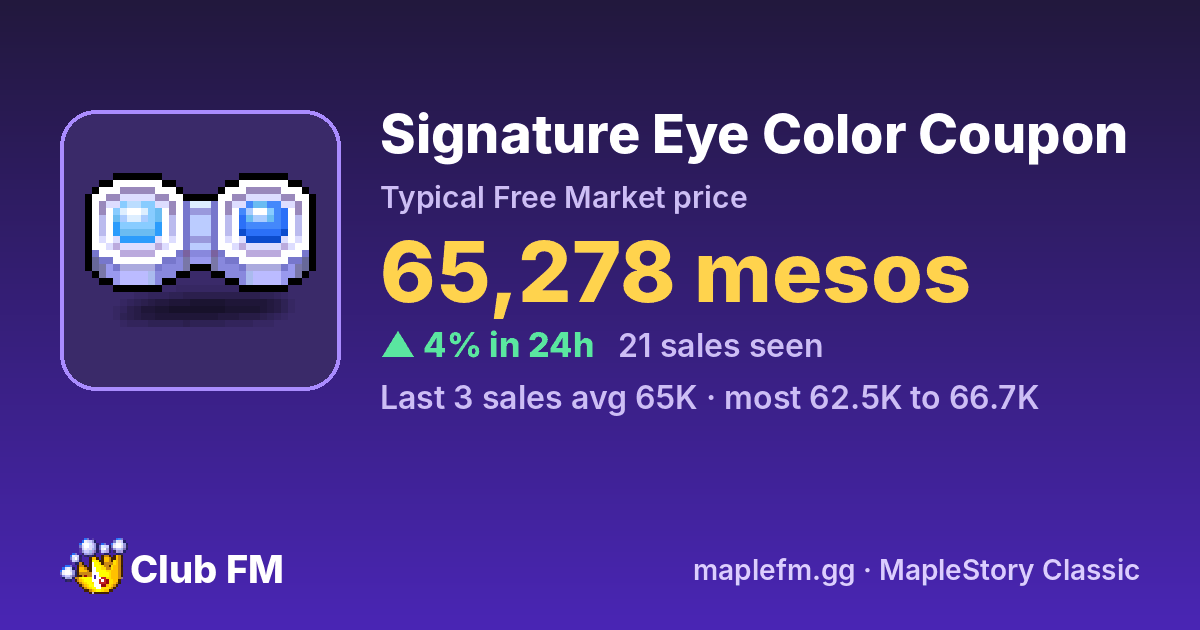 Signature Eye Color Coupon
Typical Free Market price
65,278 mesos
▲ 4% in 24h 21 sales seen
Last 3 sales avg 65K · most 62.5K to 66.7K
Club FM
maplefm.gg · MapleStory Classic